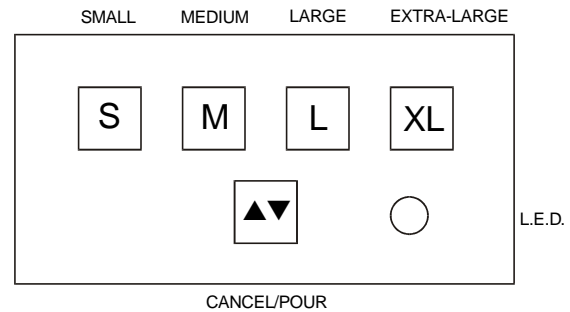 SMALL MEDIUM LARGE EXTRA-LARGE
S M L XL
▲▼
L.E.D.
CANCEL/POUR